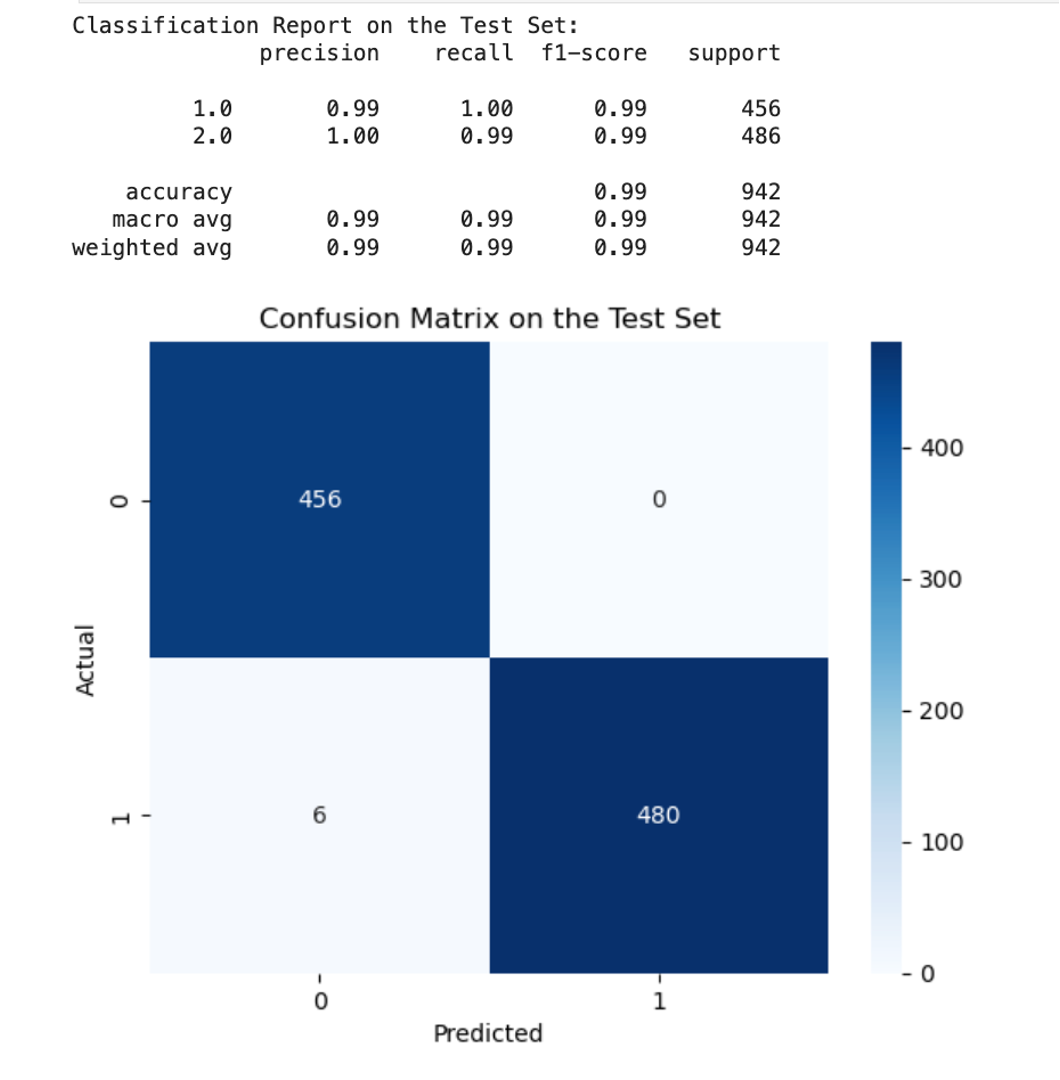 Classification Report on the Test Set:
precision recall f1-score support
1.0 0.99 1.00 0.99 456
2.0 1.00 0.99 0.99 486
accuracy 0.99 942
macro avg 0.99 0.99 0.99 942
weighted avg 0.99 0.99 0.99 942
Confusion Matrix on the Test Set
400
0 456 0
300
Actual
200
1 6 480
100
0
0 1
Predicted